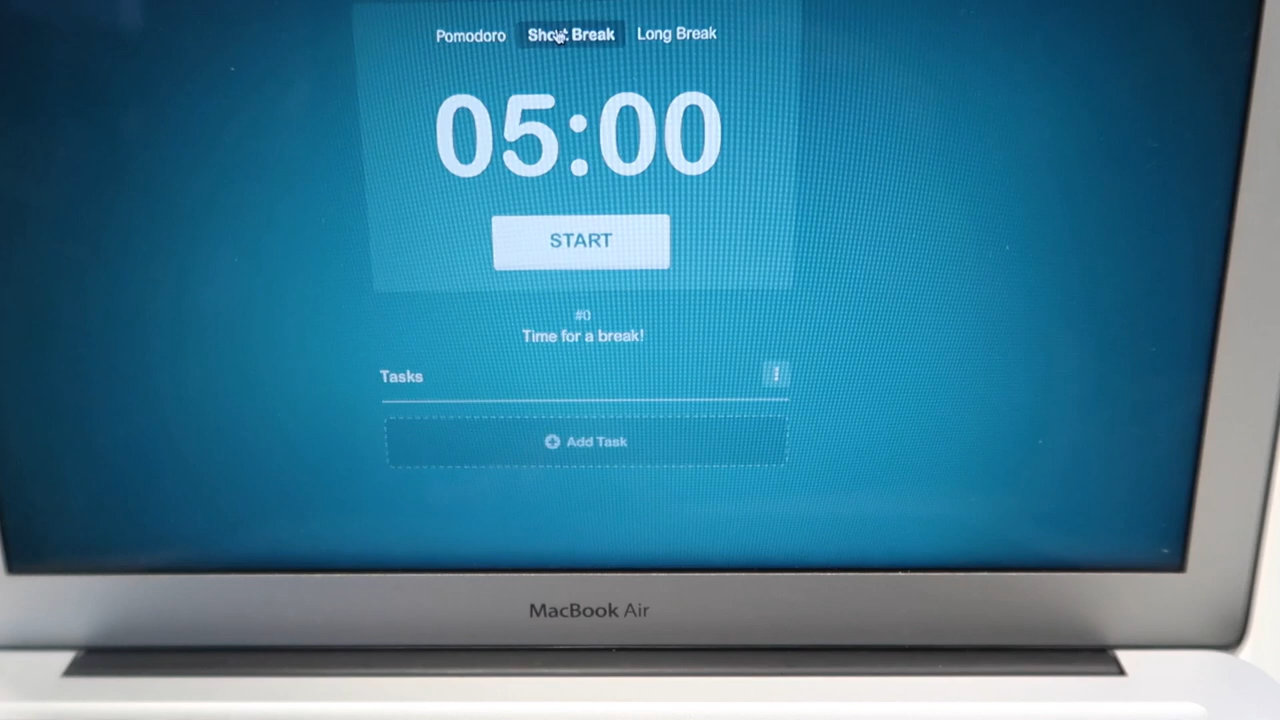 Pomodoro Short Break Long Break
05:00
START
#0
Time for a break!
Tasks
Add Task
MacBook Air